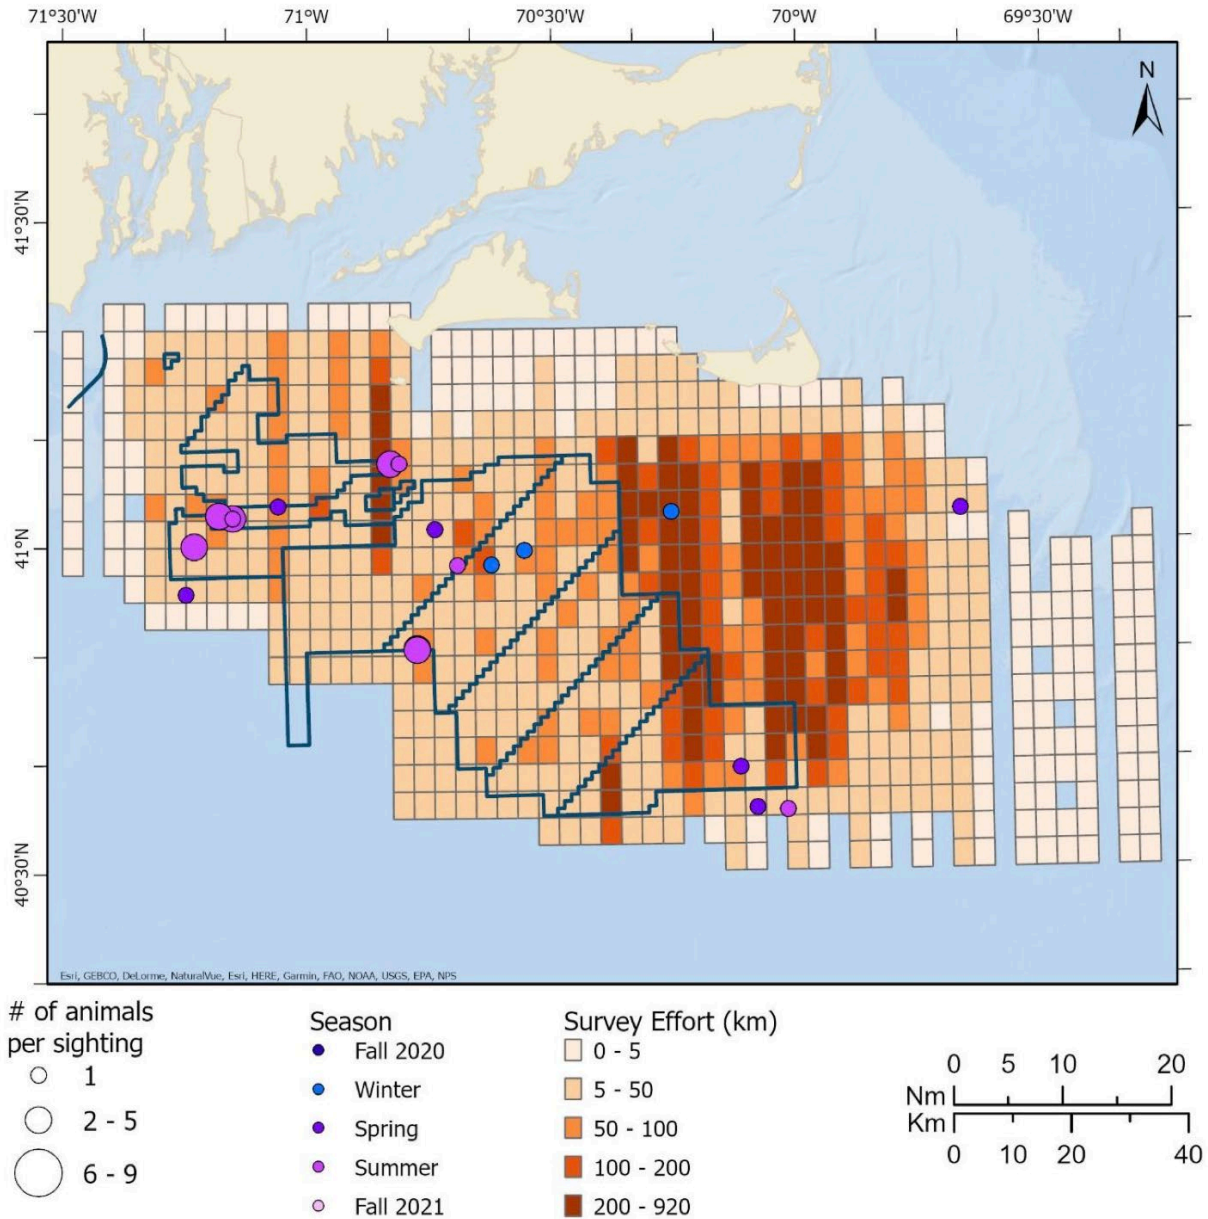 71°30'W 71°W 70°30'W 70°W 69°30'W
N
41°30'N
41°N
40°30'N
Esri, GEBCO, DeLorme, NaturalVue, Esri, HERE, Garmin, FAO, NOAA, USGS, EPA, NPS
# of animals
per sighting
1
2 - 5
6 - 9
Season
Fall 2020
Winter
Spring
Summer
Fall 2021
Survey Effort (km)
0 - 5
5 - 50
50 - 100
100 - 200
200 - 920
0 5 10 20
Nm
Km
0 10 20 40